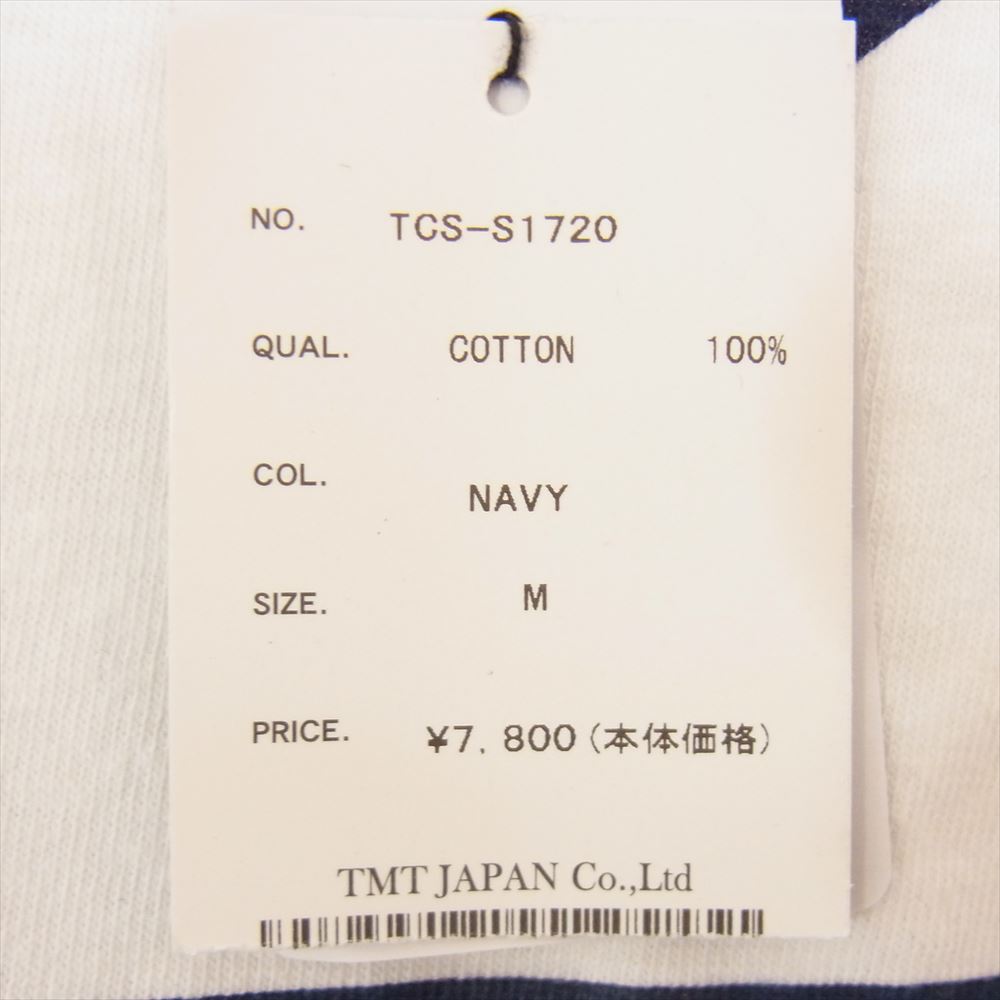 NO. TCS-S1720
QUAL. COTTON 100%
COL. NAVY
SIZE. M
PRICE. ¥7,800(本体価格)
TMT JAPAN Co.,Ltd